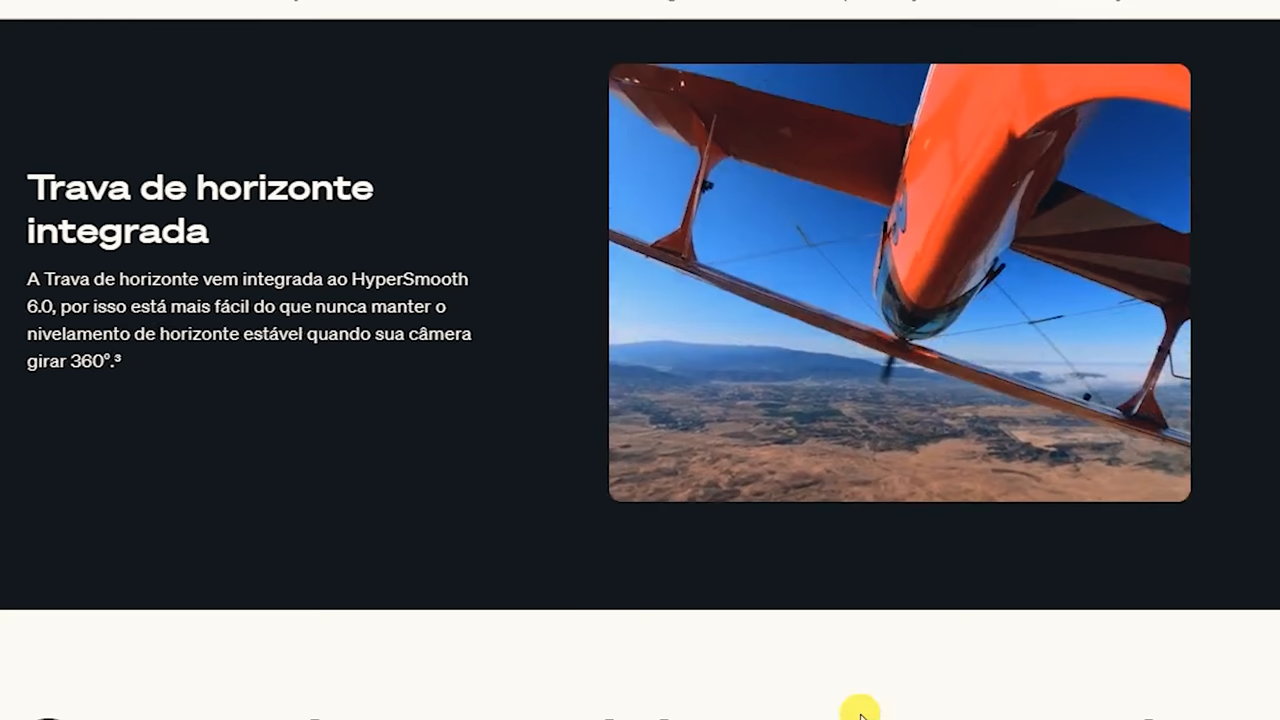 Trava de horizonte
integrada
A Trava de horizonte vem integrada ao HyperSmooth
6.0, por isso está mais fácil do que nunca manter o
nivelamento de horizonte estável quando sua câmera
girar 360°.³